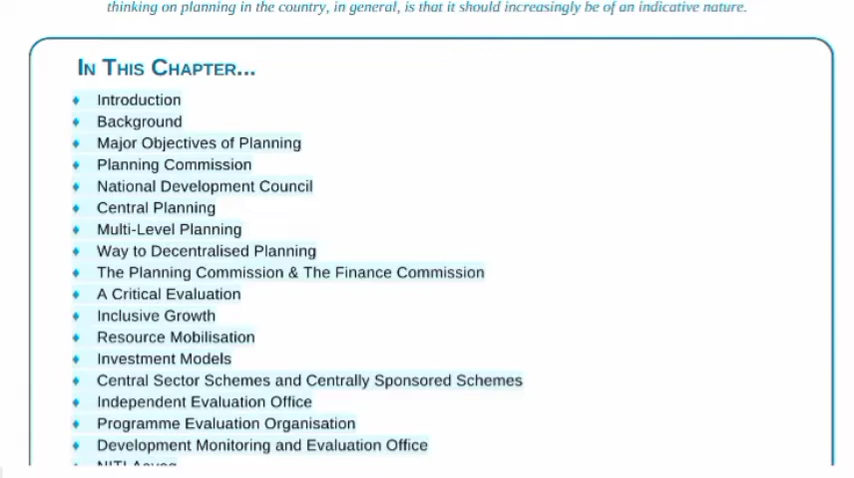 thinking on planning in the country, in general, is that it should increasingly be of an indicative nature.
IN THIS CHAPTER...
♦ Introduction
♦ Background
♦ Major Objectives of Planning
♦ Planning Commission
♦ National Development Council
♦ Central Planning
♦ Multi-Level Planning
♦ Way to Decentralised Planning
♦ The Planning Commission & The Finance Commission
♦ A Critical Evaluation
♦ Inclusive Growth
♦ Resource Mobilisation
♦ Investment Models
♦ Central Sector Schemes and Centrally Sponsored Schemes
♦ Independent Evaluation Office
♦ Programme Evaluation Organisation
♦ Development Monitoring and Evaluation Office
♦ NITI Aayog